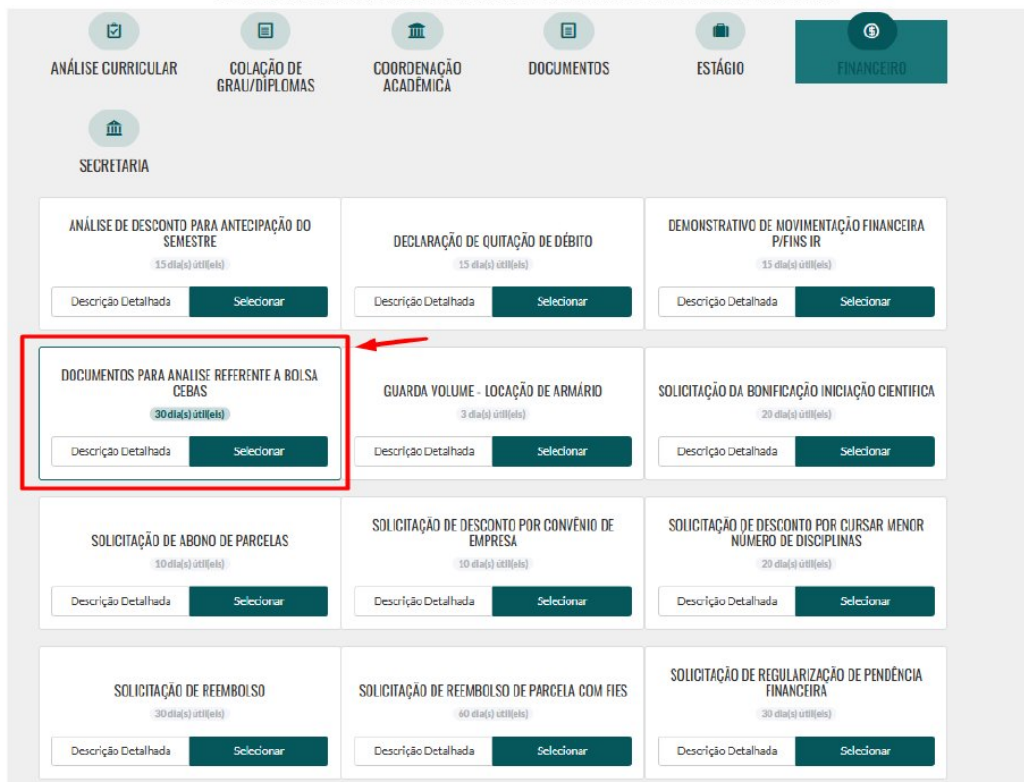 ANÁLISE CURRICULAR
COLAÇÃO DE
GRAU/DIPLOMAS
COORDENAÇÃO
ACADÊMICA
DOCUMENTOS
ESTÁGIO
FINANCEIRO
SECRETARIA
ANÁLISE DE DESCONTO PARA ANTECIPAÇÃO DO
SEMESTRE
15 dia(s) útil(eis)
Descrição Detalhada
Selecionar
DECLARAÇÃO DE QUITAÇÃO DE DÉBITO
15 dia(s) útil(eis)
Descrição Detalhada
Selecionar
DEMONSTRATIVO DE MOVIMENTAÇÃO FINANCEIRA
P/FINS IR
15 dia(s) útil(eis)
Descrição Detalhada
Selecionar
DOCUMENTOS PARA ANALISE REFERENTE A BOLSA
CEBAS
30 dia(s) útil(eis)
Descrição Detalhada
Selecionar
GUARDA VOLUME - LOCAÇÃO DE ARMÁRIO
3 dia(s) útil(eis)
Descrição Detalhada
Selecionar
SOLICITAÇÃO DA BONIFICAÇÃO INICIAÇÃO CIENTIFICA
20 dia(s) útil(eis)
Descrição Detalhada
Selecionar
SOLICITAÇÃO DE ABONO DE PARCELAS
10 dia(s) útil(eis)
Descrição Detalhada
Selecionar
SOLICITAÇÃO DE DESCONTO POR CONVÊNIO DE
EMPRESA
10 dia(s) útil(eis)
Descrição Detalhada
Selecionar
SOLICITAÇÃO DE DESCONTO POR CURSAR MENOR
NÚMERO DE DISCIPLINAS
20 dia(s) útil(eis)
Descrição Detalhada
Selecionar
SOLICITAÇÃO DE REEMBOLSO
30 dia(s) útil(eis)
Descrição Detalhada
Selecionar
SOLICITAÇÃO DE REEMBOLSO DE PARCELA COM FIES
60 dia(s) útil(eis)
Descrição Detalhada
Selecionar
SOLICITAÇÃO DE REGULARIZAÇÃO DE PENDÊNCIA
FINANCEIRA
30 dia(s) útil(eis)
Descrição Detalhada
Selecionar